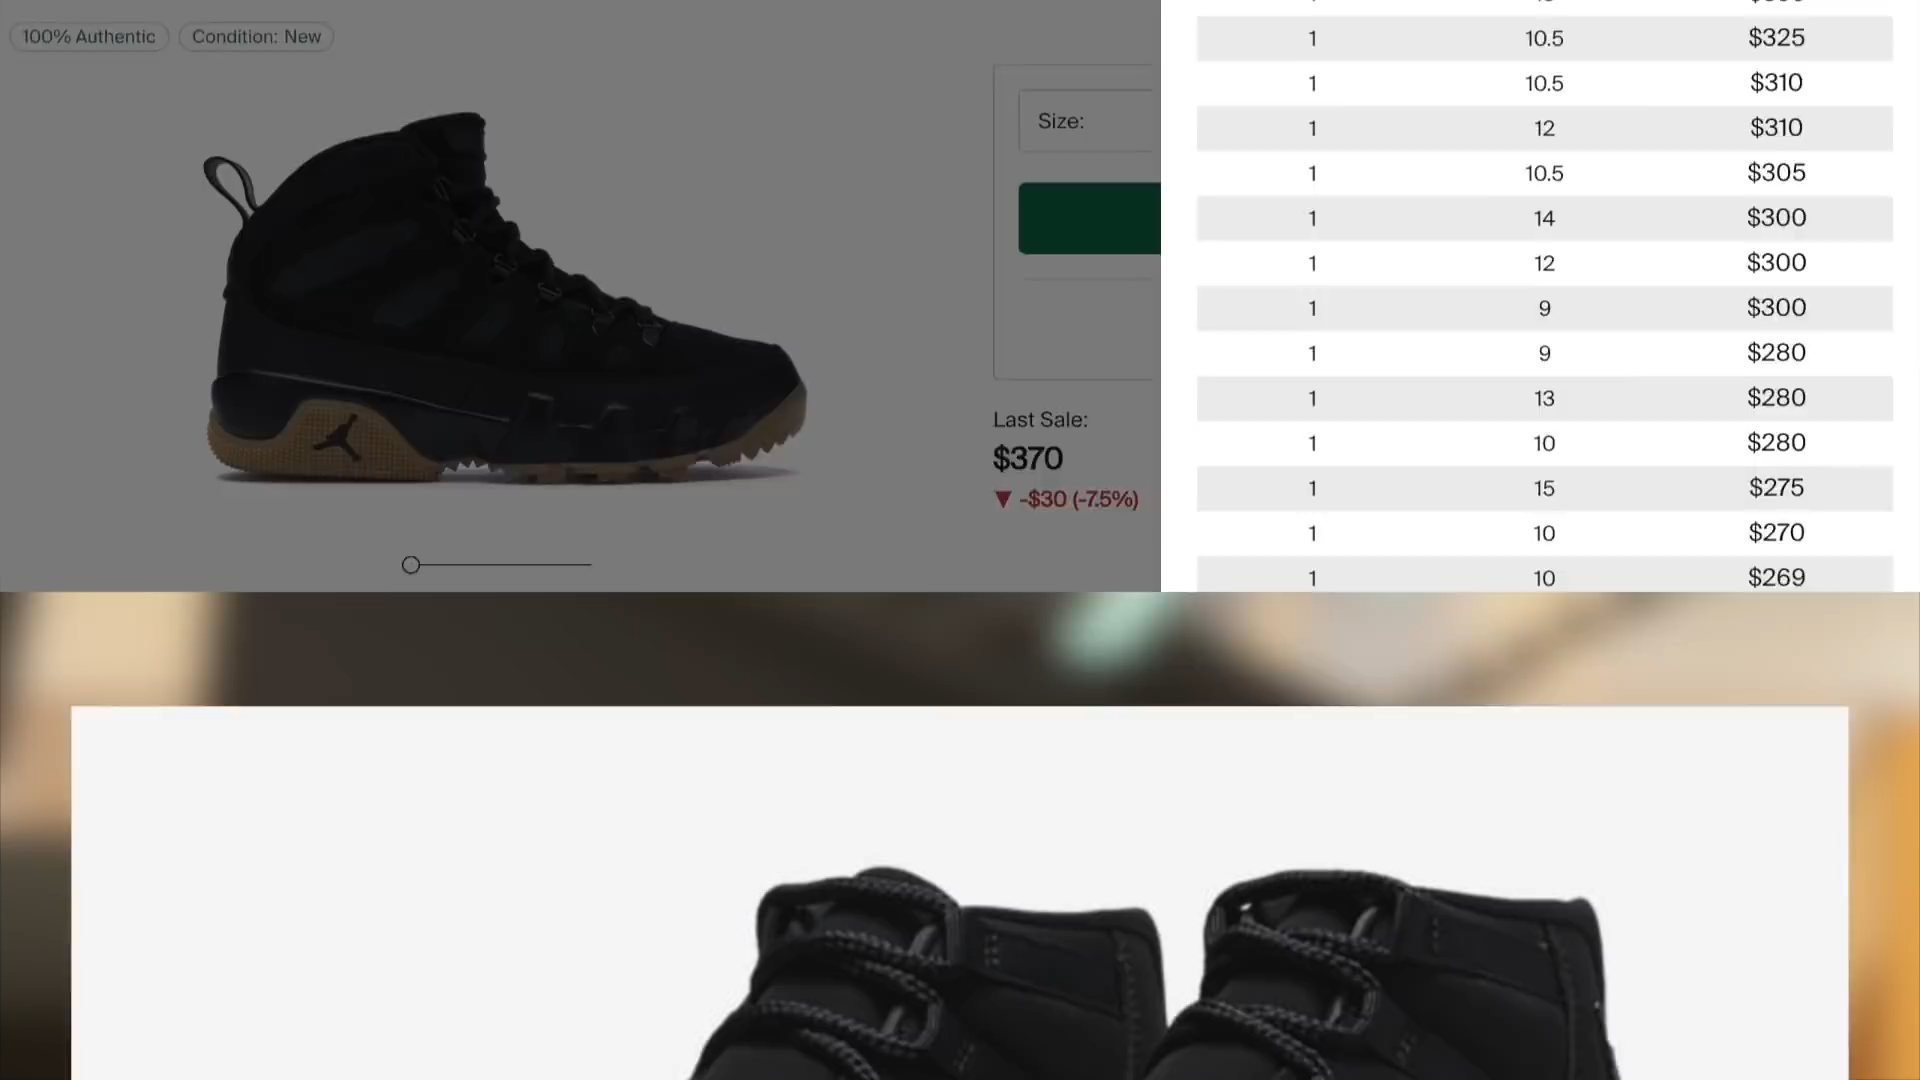 100% Authentic
Condition: New
Size:
Last Sale:
$370
▼ -$30 (-7.5%)
1 10.5 $325
1 10.5 $310
1 12 $310
1 10.5 $305
1 14 $300
1 12 $300
1 9 $300
1 9 $280
1 13 $280
1 10 $280
1 15 $275
1 10 $270
1 10 $269